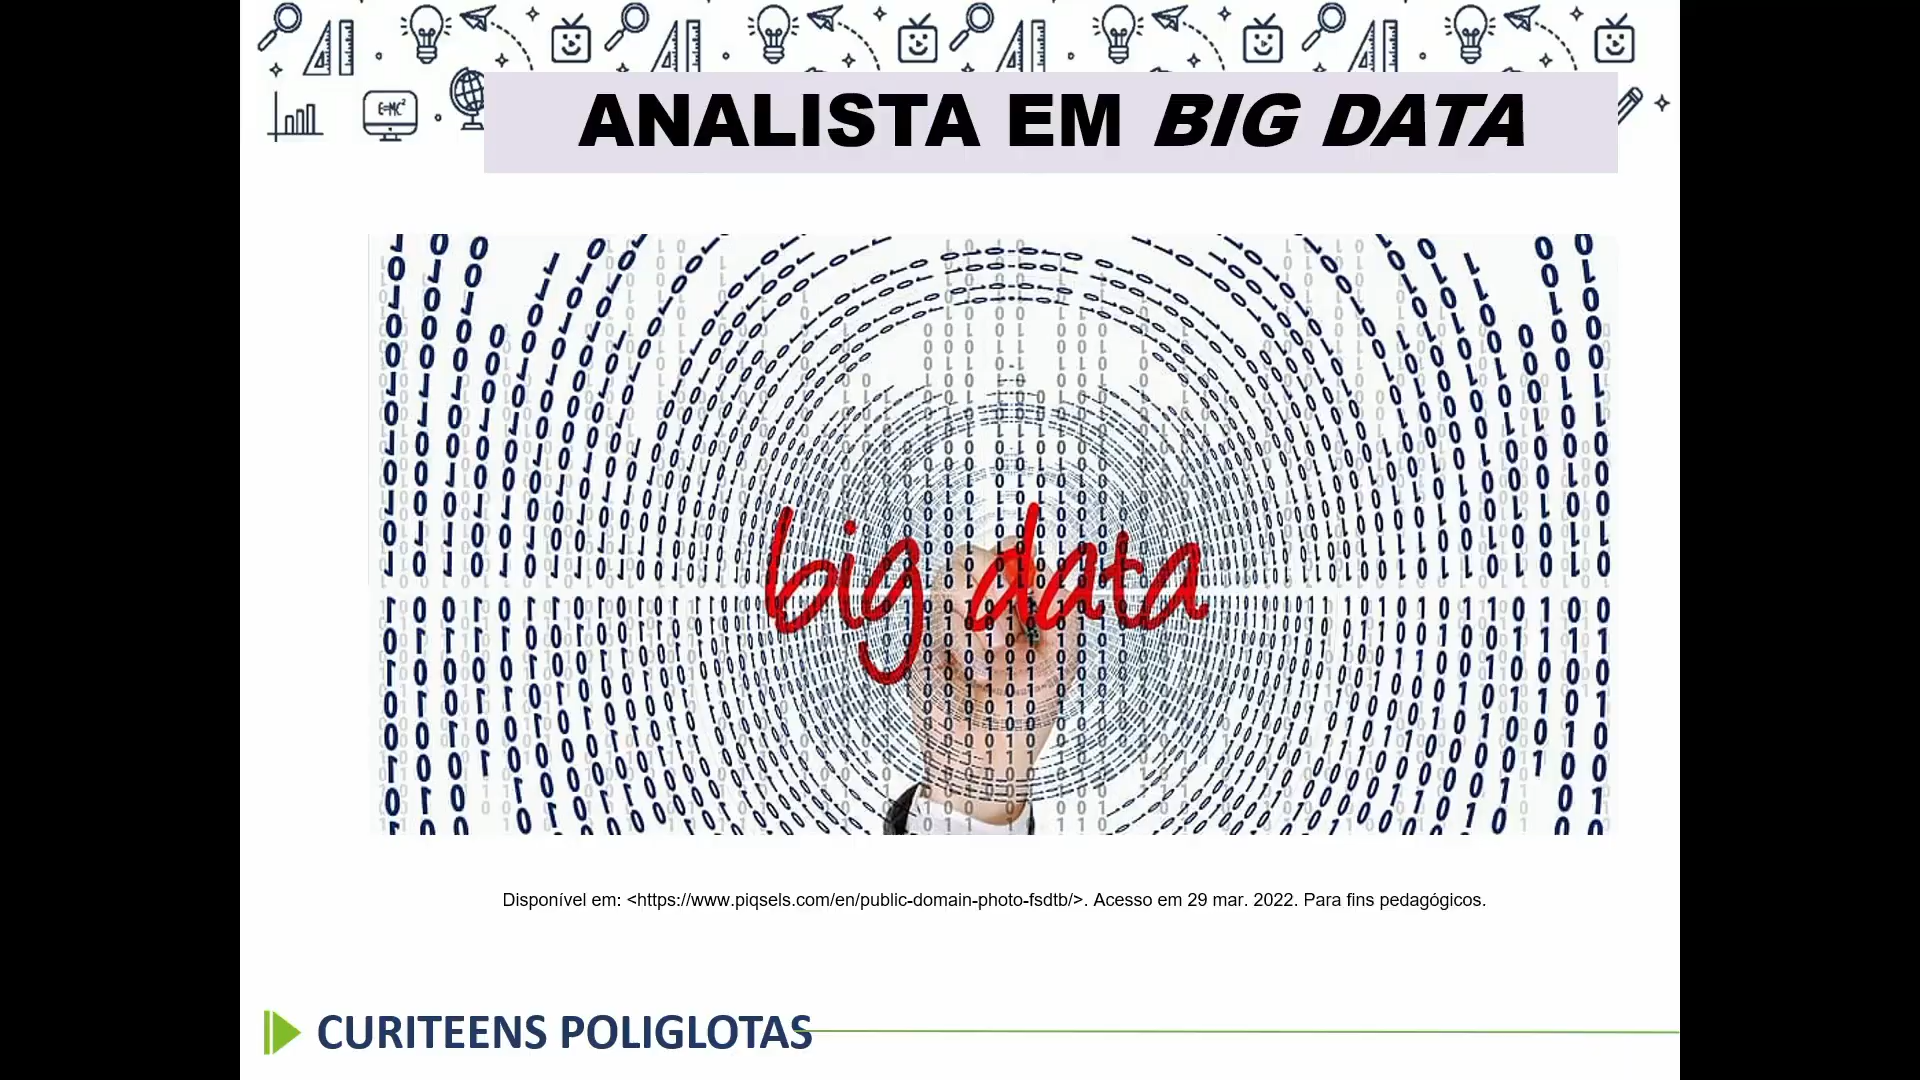 E=MC²
ANALISTA EM BIG DATA
big data
Disponível em: <https://www.piqsels.com/en/public-domain-photo-fsdtb/>. Acesso em 29 mar. 2022. Para fins pedagógicos.
CURITEENS POLIGLOTAS